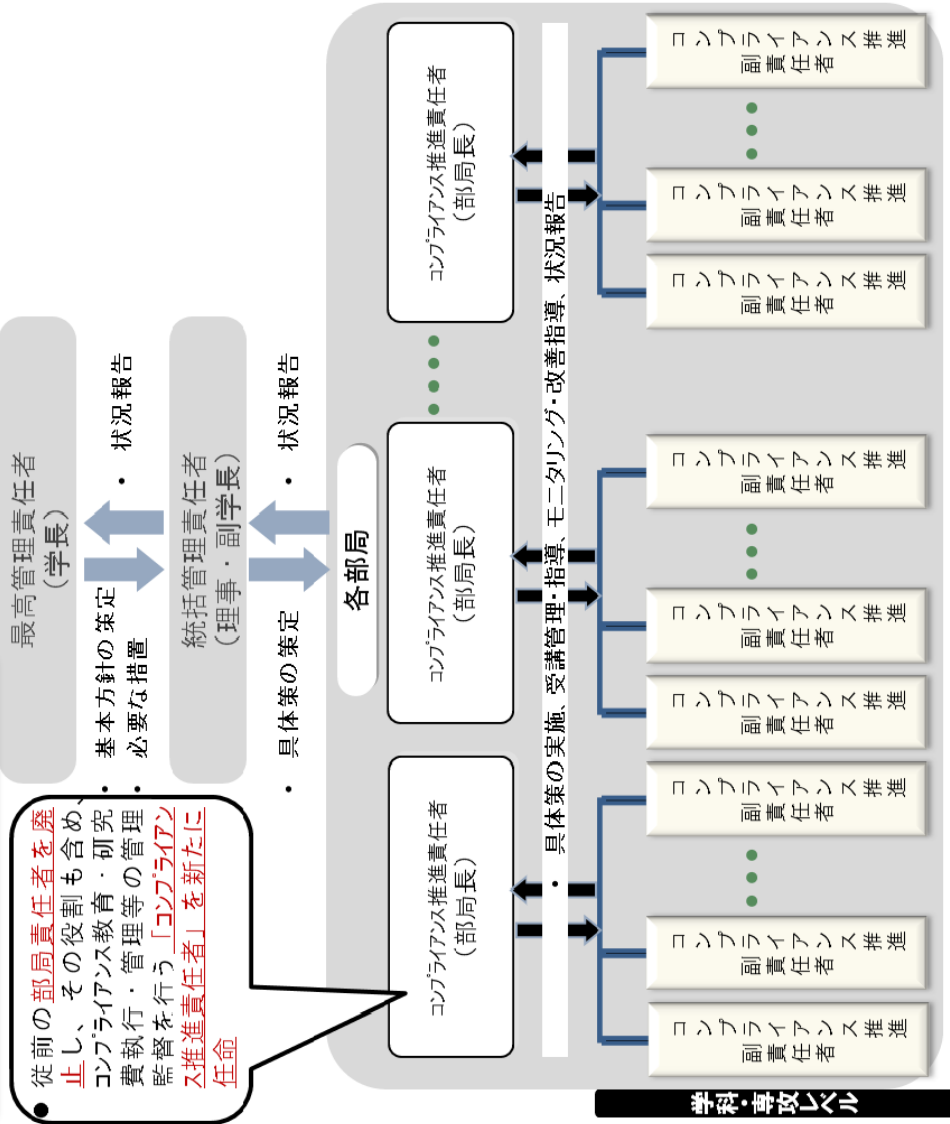 最高管理責任者
(学長)
• 基本方針の策定
• 必要な措置
• 状況報告
統括管理責任者
(理事・副学長)
• 具体策の策定
• 状況報告
● 従前の部局責任者を廃
止し、その役割も含め、
コンプライアンス教育・研究
費執行・管理等の管理
監督を行う「コンプライアン
ス推進責任者」を新たに
任命
各部局
コンプライアンス推進責任者
(部局長)
コンプライアンス推進責任者
(部局長)
コンプライアンス推進責任者
(部局長)
• 具体策の実施、受講管理・指導、モニタリング・改善指導、状況報告
学科・専攻レベル
コンプライアンス推進
副責任者
コンプライアンス推進
副責任者
コンプライアンス推進
副責任者
コンプライアンス推進
副責任者
コンプライアンス推進
副責任者
コンプライアンス推進
副責任者
コンプライアンス推進
副責任者
コンプライアンス推進
副責任者
コンプライアンス推進
副責任者